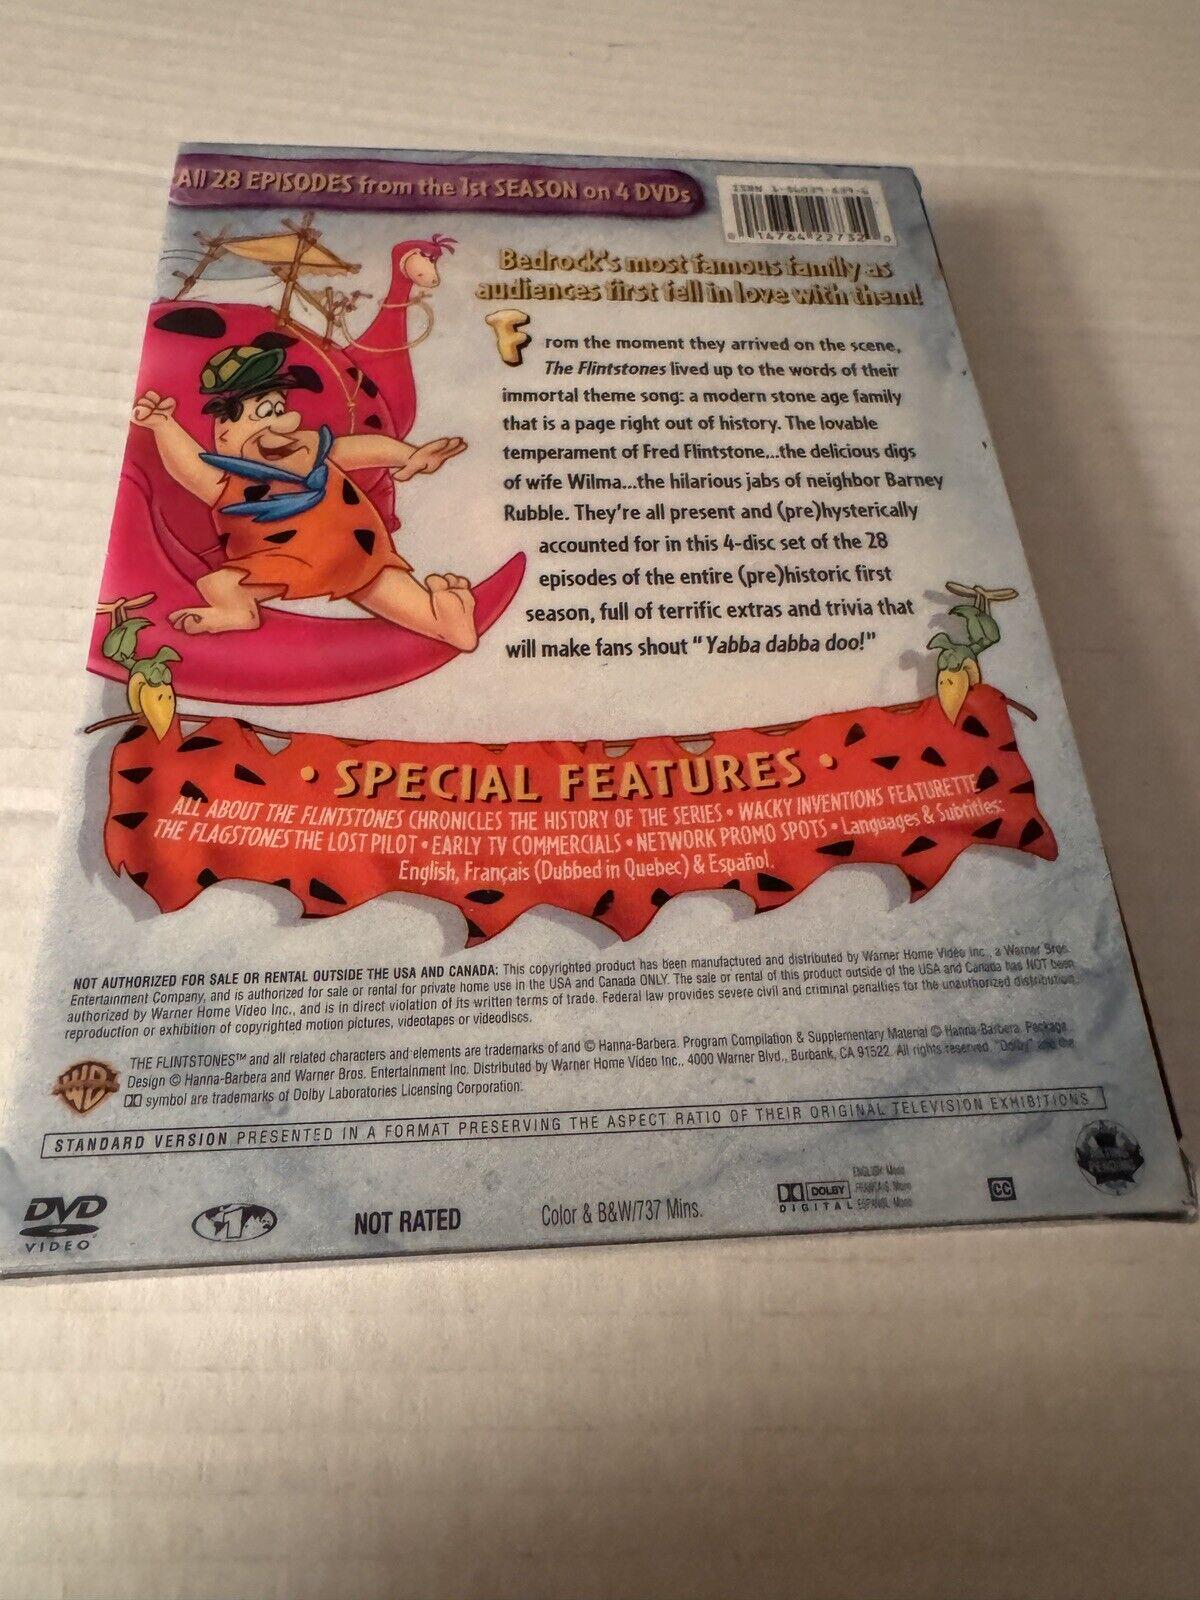 All 28 EPISODES from the 1st SEASON on 4 DVDs
ISBN
0 14764 22732 0
Bedrock's most famous family as
audiences first fell in love with them!
From the moment they arrived on the scene,
The Flintstones lived up to the words of their
immortal theme song: a modern stone age family
that is a page right out of history. The lovable
temperament of Fred Flintstone...the delicious digs
of wife Wilma...the hilarious jabs of neighbor Barney
Rubble. They're all present and (pre)hysterically
accounted for in this 4-disc set of the 28
episodes of the entire (pre)historic first
season, full of terrific extras and trivia that
will make fans shout "Yabba dabba doo!"
• SPECIAL FEATURES •
ALL ABOUT THE FLINTSTONES CHRONICLES THE HISTORY OF THE SERIES • WACKY INVENTIONS FEATURETTE
THE FLAGSTONES THE LOST PILOT • EARLY TV COMMERCIALS • NETWORK PROMO SPOTS • Languages & Subtitles:
English, Français (Dubbed in Quebec) & Español.
NOT AUTHORIZED FOR SALE OR RENTAL OUTSIDE THE USA AND CANADA: This copyrighted product has been manufactured and distributed by Warner Home Video Inc., a Warner Bros.
Entertainment Company, and is authorized for sale or rental for private home use in the USA and Canada ONLY. The sale or rental of this product outside of the USA and Canada has NOT been
authorized by Warner Home Video Inc., and is in direct violation of its written terms of trade. Federal law provides severe civil and criminal penalties for the unauthorized distribution,
reproduction or exhibition of copyrighted motion pictures, videotapes or videodiscs.
THE FLINTSTONES™ and all related characters and elements are trademarks of and © Hanna-Barbera. Program Compilation & Supplementary Material © Hanna-Barbera. Package
Design © Hanna-Barbera and Warner Bros. Entertainment Inc. Distributed by Warner Home Video Inc., 4000 Warner Blvd., Burbank, CA 91522. All rights reserved. "Dolby" and the
symbol are trademarks of Dolby Laboratories Licensing Corporation.
STANDARD VERSION PRESENTED IN A FORMAT PRESERVING THE ASPECT RATIO OF THEIR ORIGINAL TELEVISION EXHIBITIONS
DVD
VIDEO
1
NOT RATED
Color & B&W/737 Mins.
DOLBY
DIGITAL
ENGLISH: Mono
FRANÇAIS: Mono
ESPAÑOL: Mono
CC